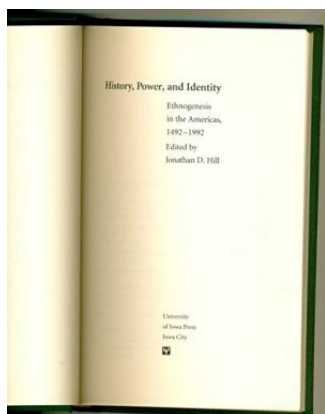 History, Power, and Identity
Ethnogenesis
in the Americas,
1492–1992
Edited by
Jonathan D. Hill
University
of Iowa Press
Iowa City